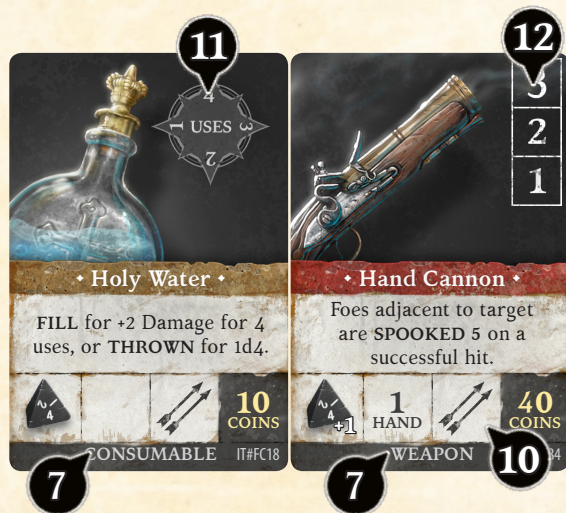 11
12
4
1 USES 3
2
3
2
1
• Holy Water •
FILL for +2 Damage for 4
uses, or THROWN for 1d4.
2 4
10
COINS
CONSUMABLE IT#FC18
7
• Hand Cannon •
Foes adjacent to target
are SPOOKED 5 on a
successful hit.
2 4
+1
1
HAND
40
COINS
WEAPON
7
10